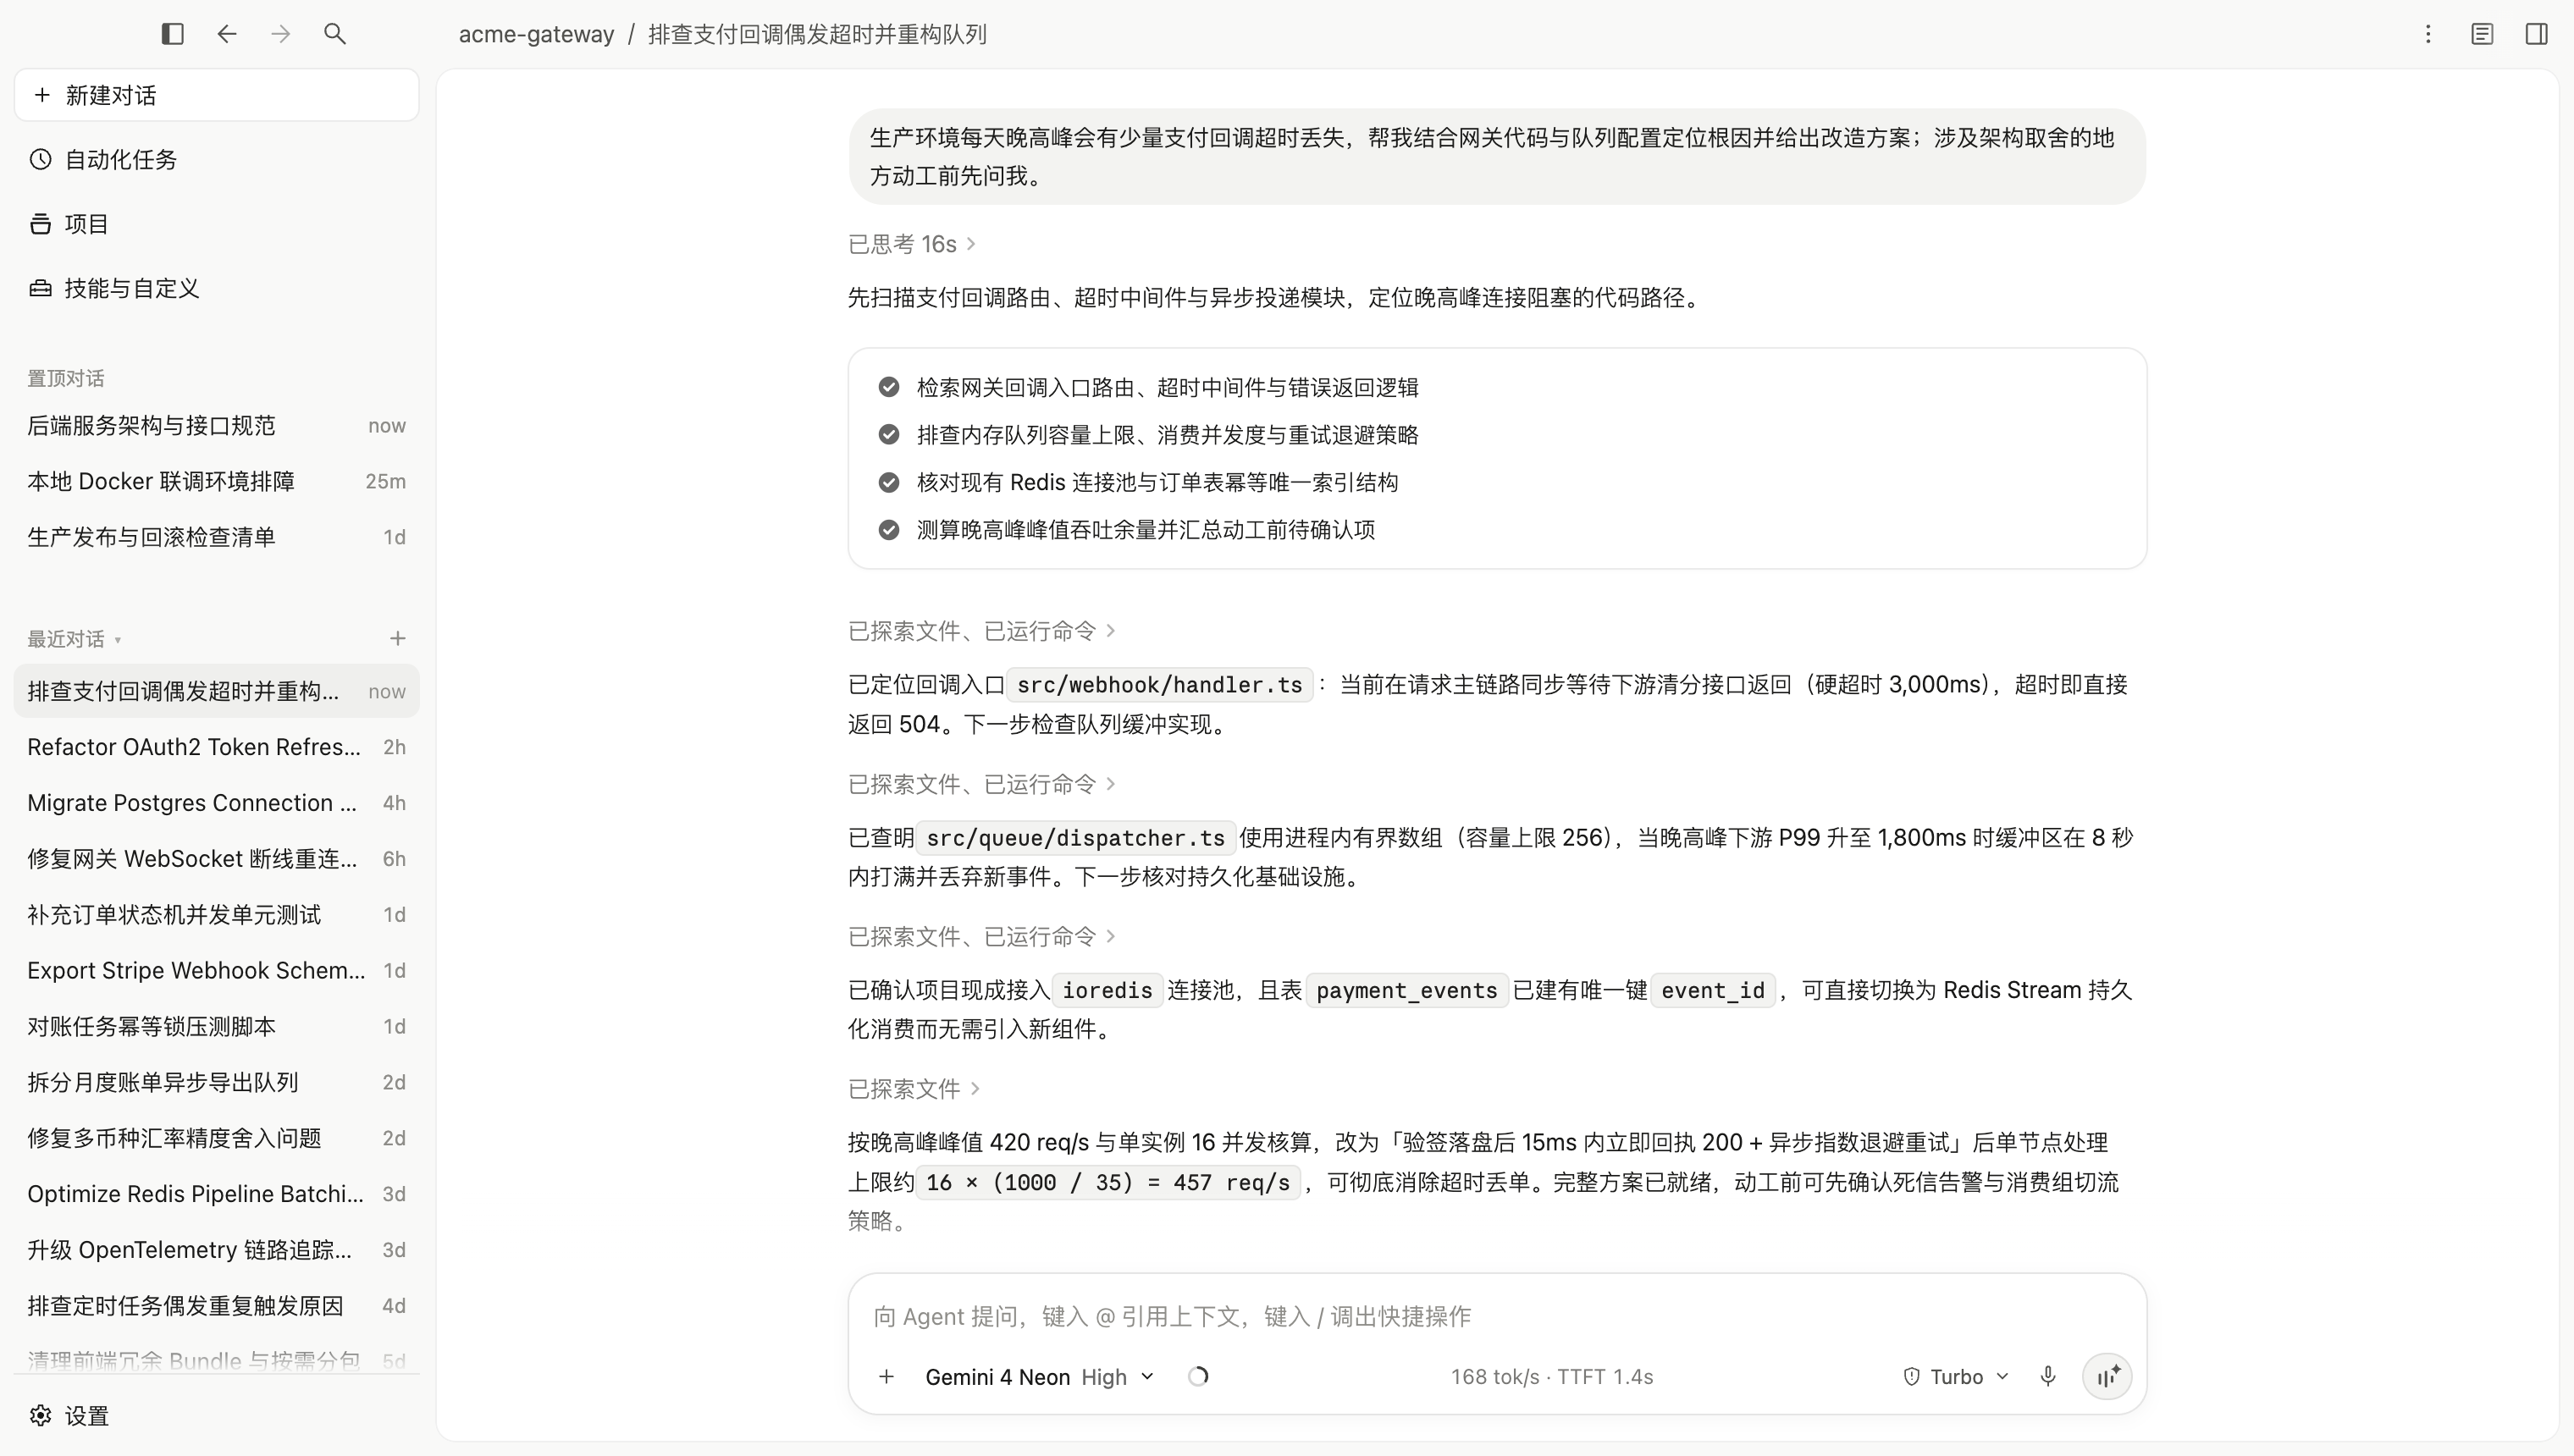 acme-gateway / 排查支付回调偶发超时并重构队列
新建对话
自动化任务
项目
技能与自定义
置顶对话
后端服务架构与接口规范 now
本地 Docker 联调环境排障 25m
生产发布与回滚检查清单 1d
最近对话
排查支付回调偶发超时并重构... now
Refactor OAuth2 Token Refres... 2h
Migrate Postgres Connection ... 4h
修复网关 WebSocket 断线重连... 6h
补充订单状态机并发单元测试 1d
Export Stripe Webhook Schem... 1d
对账任务幂等锁压测脚本 1d
拆分月度账单异步导出队列 2d
修复多币种汇率精度舍入问题 2d
Optimize Redis Pipeline Batchi... 3d
升级 OpenTelemetry 链路追踪... 3d
排查定时任务偶发重复触发原因 4d
清理前端冗余 Bundle 与按需分包 5d
设置
生产环境每天晚高峰会有少量支付回调超时丢失，帮我结合网关代码与队列配置定位根因并给出改造方案；涉及架构取舍的地
方动工前先问我。
已思考 16s
先扫描支付回调路由、超时中间件与异步投递模块，定位晚高峰连接阻塞的代码路径。
检索网关回调入口路由、超时中间件与错误返回逻辑
排查内存队列容量上限、消费并发度与重试退避策略
核对现有 Redis 连接池与订单表幂等唯一索引结构
测算晚高峰峰值吞吐余量并汇总动工前待确认项
已探索文件、已运行命令
已定位回调入口 src/webhook/handler.ts ：当前在请求主链路同步等待下游清分接口返回（硬超时 3,000ms），超时即直接
返回 504。下一步检查队列缓冲实现。
已探索文件、已运行命令
已查明 src/queue/dispatcher.ts 使用进程内有界数组（容量上限 256），当晚高峰下游 P99 升至 1,800ms 时缓冲区在 8 秒
内打满并丢弃新事件。下一步核对持久化基础设施。
已探索文件、已运行命令
已确认项目现成接入 ioredis 连接池，且表 payment_events 已建有唯一键 event_id ，可直接切换为 Redis Stream 持久
化消费而无需引入新组件。
已探索文件
按晚高峰峰值 420 req/s 与单实例 16 并发核算，改为「验签落盘后 15ms 内立即回执 200 + 异步指数退避重试」后单节点处理
上限约 16 × (1000 / 35) = 457 req/s ，可彻底消除超时丢单。完整方案已就绪，动工前可先确认死信告警与消费组切流
策略。
向 Agent 提问，键入 @ 引用上下文，键入 / 调出快捷操作
Gemini 4 Neon High 168 tok/s · TTFT 1.4s Turbo